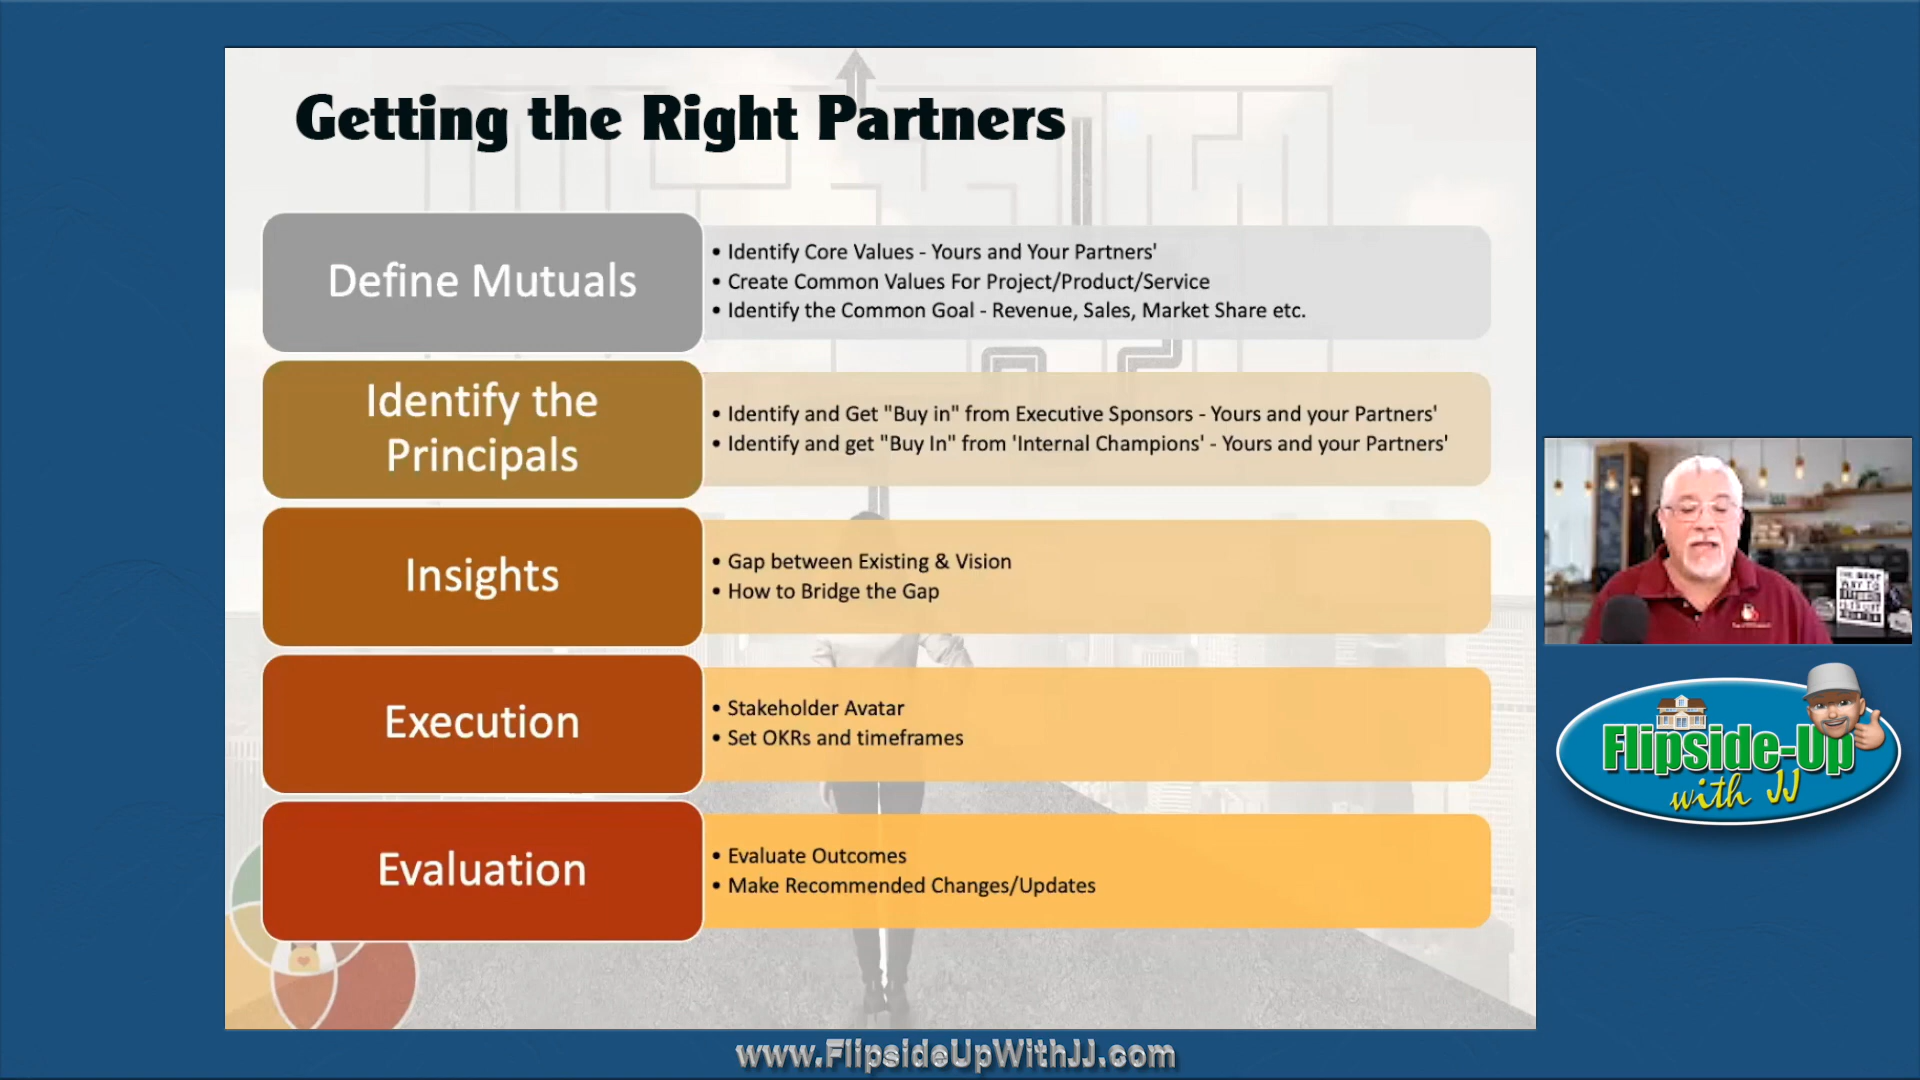 Getting the Right Partners
Define Mutuals
• Identify Core Values - Yours and Your Partners'
• Create Common Values For Project/Product/Service
• Identify the Common Goal - Revenue, Sales, Market Share etc.
Identify the
Principals
• Identify and Get "Buy in" from Executive Sponsors - Yours and your Partners'
• Identify and get "Buy In" from 'Internal Champions' - Yours and your Partners'
Insights
• Gap between Existing & Vision
• How to Bridge the Gap
Execution
• Stakeholder Avatar
• Set OKRs and timeframes
Evaluation
• Evaluate Outcomes
• Make Recommended Changes/Updates
Flipside-Up
with JJ
www.FlipsideUpWithJJ.com